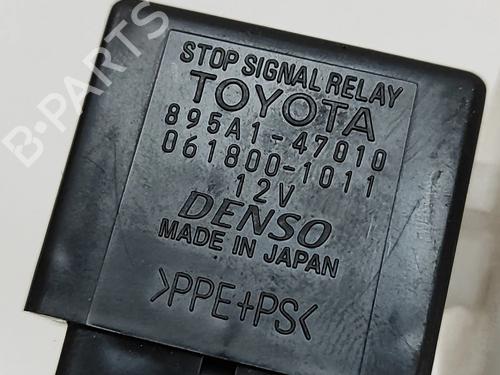 B-PARTS
STOP SIGNAL RELAY
TOYOTA
895A1-47010
061800-1011
12V
DENSO
MADE IN JAPAN
>PPE+PS<